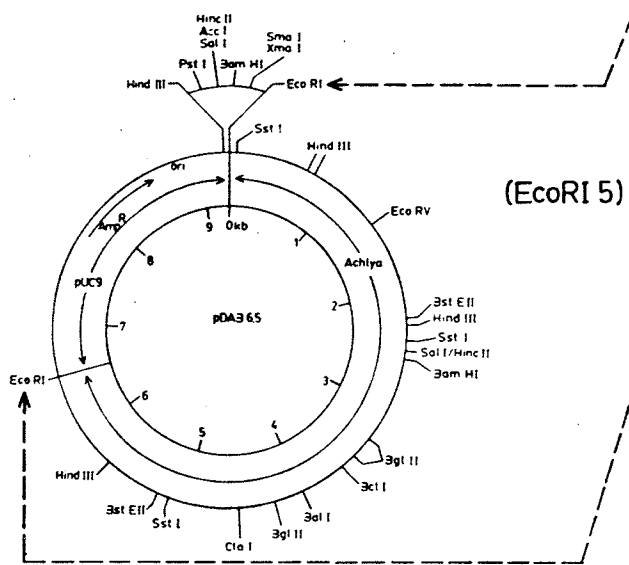 Hinc II
Acc I
Sal I
Sma I
Xma I
Pst I
Bam HI
Hind III
Eco RI
Sst I
Hind III
ori
Amp R
pUC9
9
0kb
1
8
Achlya
Eco RV
(EcoRI 5)
pDA3 6.5
2
7
Bst EII
Hind III
Sst I
Sal I/Hinc II
Bam HI
Eco RI
3
6
5
4
Bgl II
Bcl I
Hind III
Bst EII
Sst I
Cla I
Bgl II
Bal I